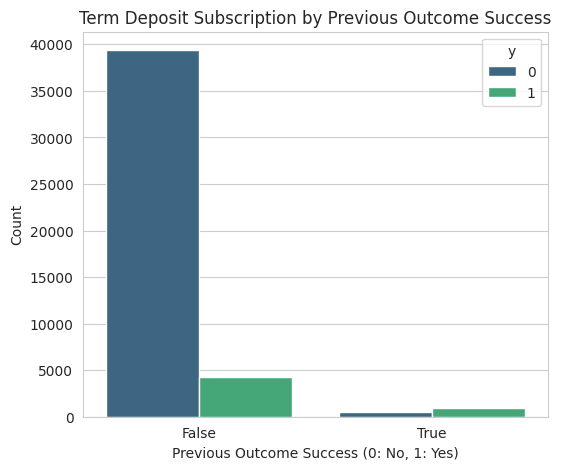 Term Deposit Subscription by Previous Outcome Success
y
0
1
40000
35000
30000
25000
20000
15000
10000
5000
0
Count
False
True
Previous Outcome Success (0: No, 1: Yes)